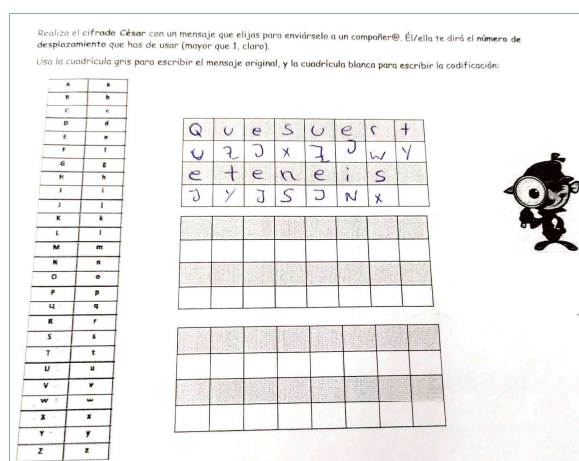 Realiza el cifrado César con un mensaje que elijas para enviárselo a un compañer@. Él/ella te dirá el número de
desplazamiento que has de usar (mayor que 1, claro).
Usa la cuadrícula gris para escribir el mensaje original, y la cuadrícula blanca para escribir la codificación:
A a
B b
C c
D d
E e
F f
G g
H h
I i
J j
K k
L l
M m
N n
O o
P p
Q q
R r
S s
T t
U u
V v
W w
X x
Y y
Z z
Q u e S u e r t
U Z J X Z J W Y
e t e n e i s
J Y J S J N X